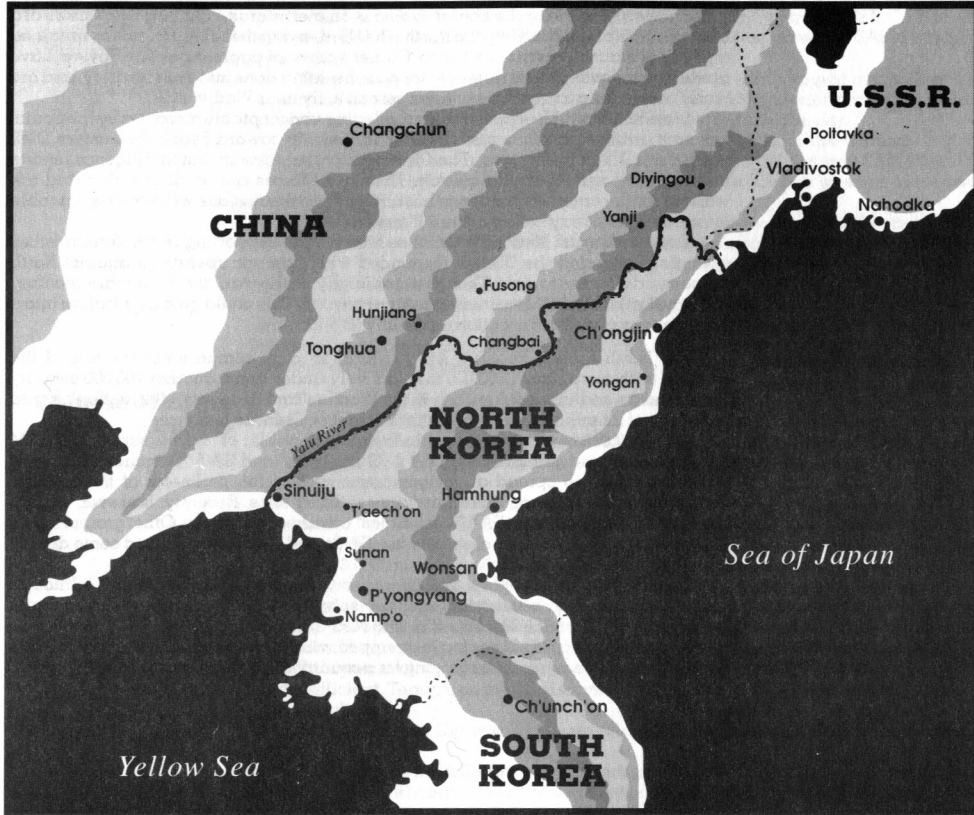 U.S.S.R.
Changchun
Poltavka
Vladivostok
Diyingou
Nahodka
CHINA
Yanji
Fusong
Hunjiang
Tonghua
Changbai
Ch'ongjin
Yongan
NORTH
KOREA
Yalu River
Sinuiju
Hamhung
T'aech'on
Sunan
Wonsan
Sea of Japan
P'yongyang
Namp'o
Ch'unch'on
SOUTH
KOREA
Yellow Sea